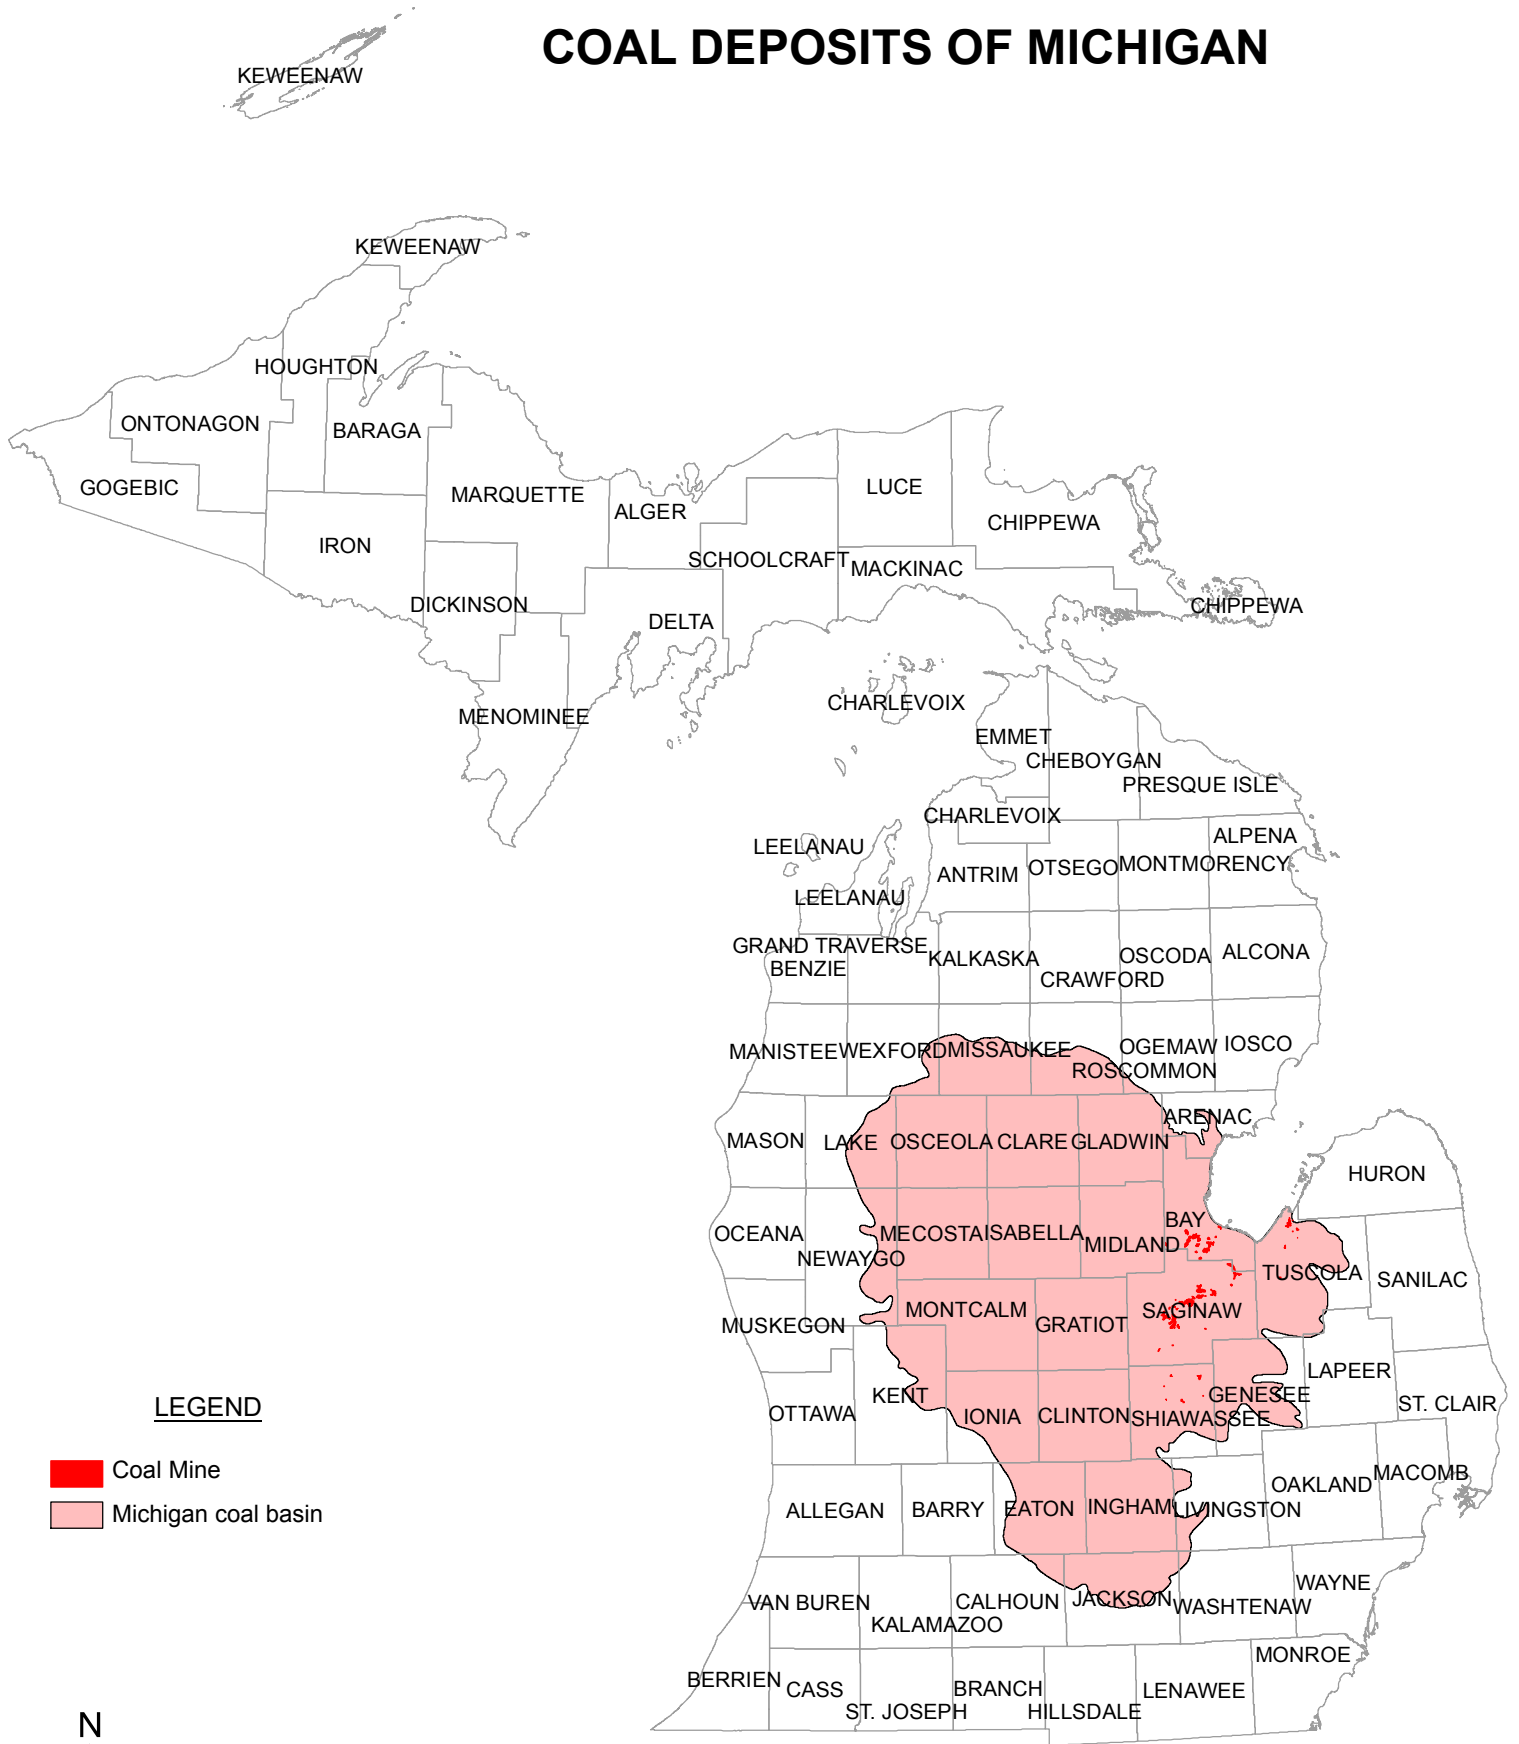 COAL DEPOSITS OF MICHIGAN
KEWEENAW
KEWEENAW
HOUGHTON
ONTONAGON
BARAGA
GOGEBIC
MARQUETTE
ALGER
LUCE
CHIPPEWA
IRON
SCHOOLCRAFT
MACKINAC
DICKINSON
DELTA
CHIPPEWA
MENOMINEE
CHARLEVOIX
EMMET
CHEBOYGAN
PRESQUE ISLE
CHARLEVOIX
LEELANAU
ALPENA
ANTRIM
OTSEGO
MONTMORENCY
LEELANAU
GRAND TRAVERSE
BENZIE
KALKASKA
CRAWFORD
OSCODA
ALCONA
MANISTEE
WEXFORD
MISSAUKEE
ROSCOMMON
OGEMAW
IOSCO
ARENAC
MASON
LAKE
OSCEOLA
CLARE
GLADWIN
HURON
OCEANA
NEWAYGO
MECOSTA
ISABELLA
MIDLAND
BAY
TUSCOLA
SANILAC
MUSKEGON
MONTCALM
GRATIOT
SAGINAW
LAPEER
KENT
GENESEE
ST. CLAIR
OTTAWA
IONIA
CLINTON
SHIAWASSEE
LEGEND
Coal Mine
Michigan coal basin
ALLEGAN
BARRY
EATON
INGHAM
LIVINGSTON
OAKLAND
MACOMB
VAN BUREN
KALAMAZOO
CALHOUN
JACKSON
WASHTENAW
WAYNE
BERRIEN
CASS
ST. JOSEPH
BRANCH
HILLSDALE
LENAWEE
MONROE
N